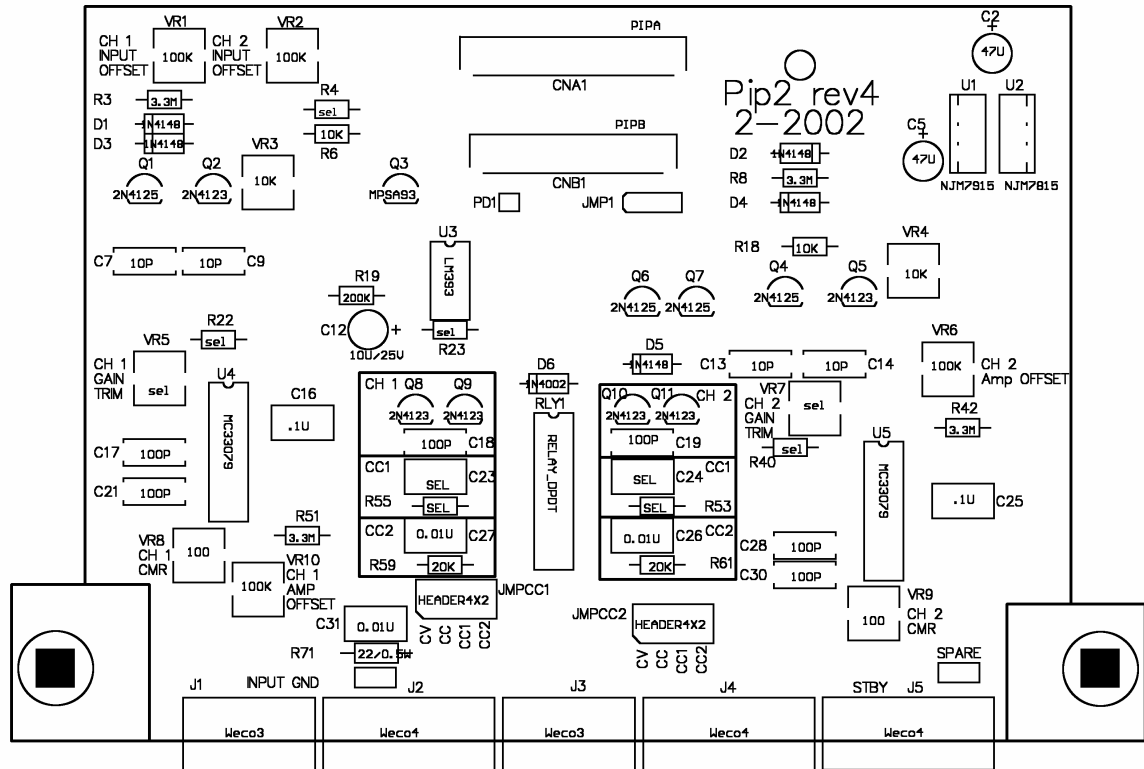 VR1
VR2
CH 1
INPUT
OFFSET
100K
CH 2
INPUT
OFFSET
100K
PIPA
CNA1
C2
+
47U
Pip2 rev4
2-2002
U1
U2
NJM7915
NJM7815
C5
+
47U
R3
3.3M
D1
1N4148
D3
1N4148
R4
sel
10K
R6
PIPB
CNB1
D2
1N4148
R8
3.3M
D4
1N4148
Q1
2N4125
Q2
2N4123
VR3
10K
Q3
MPSA93
PD1
JMP1
C7
10P
10P
C9
U3
LM393
R18
10K
VR4
10K
R19
200K
C12
+
10U/25V
sel
R23
Q6
2N4125
Q7
2N4125
Q4
2N4125
Q5
2N4123
VR5
CH 1
GAIN
TRIM
sel
R22
sel
U4
MC33079
C16
.1U
CH 1
Q8
2N4123
Q9
2N4123
100P
C18
CC1
SEL
C23
R55
SEL
CC2
0.01U
C27
R59
20K
D6
1N4002
RLY1
RELAY_DPDT
D5
1N4148
Q10
2N4123
Q11
2N4123
CH 2
100P
C19
CC1
SEL
C24
SEL
R53
0.01U
C26
CC2
20K
R61
C13
10P
10P
C14
VR7
CH 2
GAIN
TRIM
sel
R40
sel
VR6
100K
CH 2
Amp OFFSET
R42
3.3M
U5
MC33079
.1U
C25
C17
100P
C21
100P
VR8
CH 1
CMR
100
R51
3.3M
VR10
CH 1
AMP
OFFSET
100K
C28
100P
C30
100P
VR9
CH 2
CMR
100
HEADER4X2
JMPCC1
CV
CC
CC1
CC2
C31
0.01U
R71
22/0.5W
JMPCC2
HEADER4X2
CV
CC
CC1
CC2
SPARE
J1
INPUT GND
J2
J3
J4
STBY
J5
Weco3
Weco4
Weco3
Weco4
Weco4